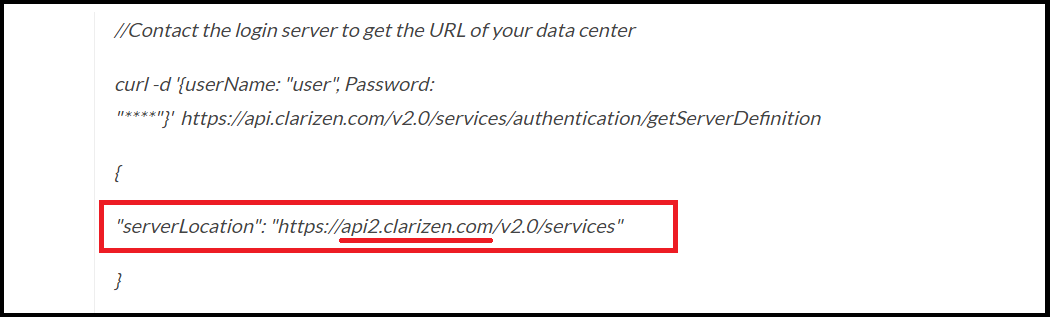 //Contact the login server to get the URL of your data center
curl -d '{userName: "user", Password:
"****"}' https://api.clarizen.com/v2.0/services/authentication/getServerDefinition
{
"serverLocation": "https://api2.clarizen.com/v2.0/services"
}